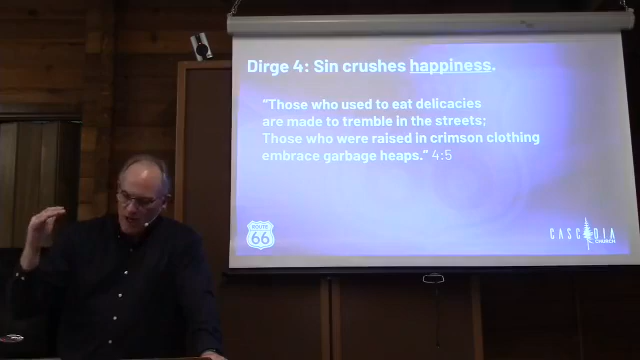 Dirge 4: Sin crushes happiness.
“Those who used to eat delicacies
are made to tremble in the streets;
Those who were raised in crimson clothing
embrace garbage heaps.” 4:5
ROUTE
66
CASCADIA
CHURCH